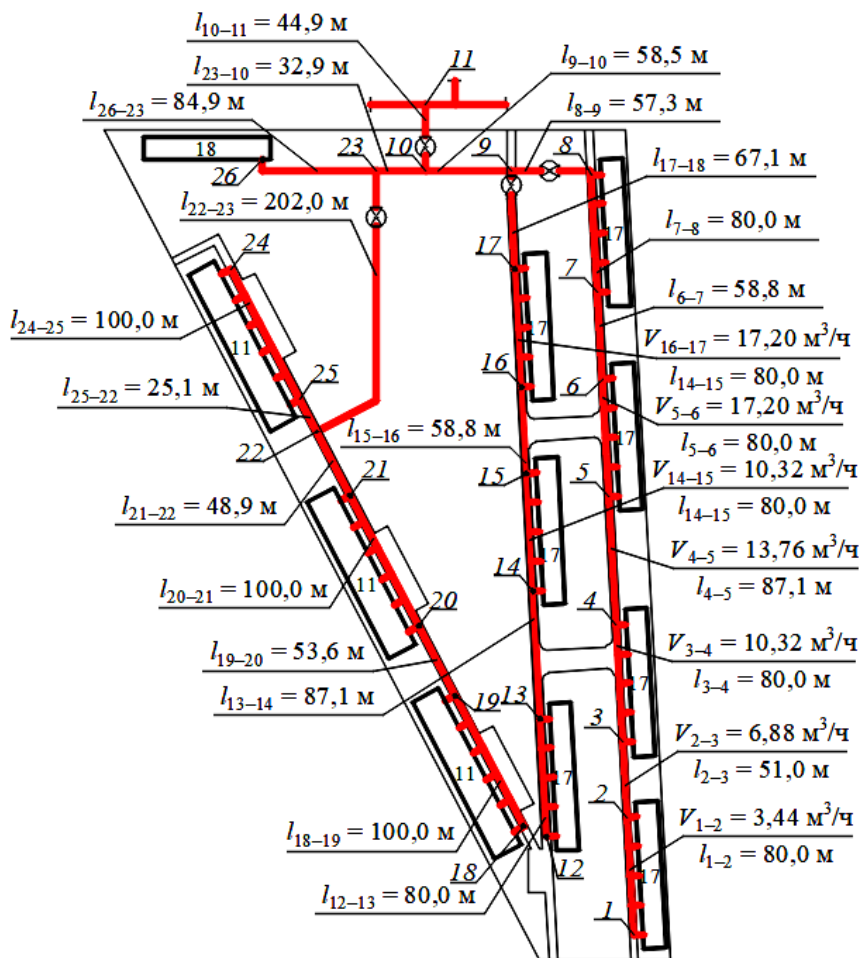 l10–11 = 44,9 м
11
l9–10 = 58,5 м
l23–10 = 32,9 м
l8–9 = 57,3 м
l26–23 = 84,9 м
18
26
23
10
9
8
l17–18 = 67,1 м
l22–23 = 202,0 м
17
l7–8 = 80,0 м
24
17
7
l6–7 = 58,8 м
l24–25 = 100,0 м
11
17
V16–17 = 17,20 м³/ч
l14–15 = 80,0 м
25
16
6
V5–6 = 17,20 м³/ч
l25–22 = 25,1 м
l15–16 = 58,8 м
17
l5–6 = 80,0 м
22
15
5
V14–15 = 10,32 м³/ч
l14–15 = 80,0 м
21
l21–22 = 48,9 м
17
V4–5 = 13,76 м³/ч
l4–5 = 87,1 м
11
14
l20–21 = 100,0 м
20
4
V3–4 = 10,32 м³/ч
l3–4 = 80,0 м
l19–20 = 53,6 м
17
l13–14 = 87,1 м
19
13
3
V2–3 = 6,88 м³/ч
l2–3 = 51,0 м
11
17
2
V1–2 = 3,44 м³/ч
l1–2 = 80,0 м
l18–19 = 100,0 м
18
12
17
l12–13 = 80,0 м
1